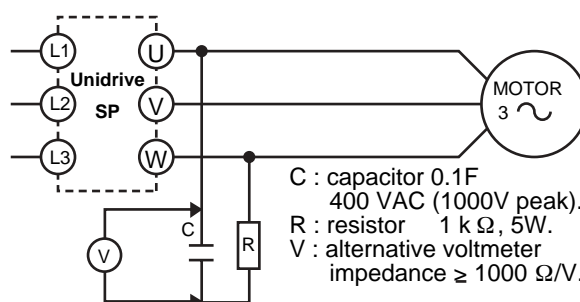 L1
U
Unidrive
MOTOR
L2
V
SP
3
L3
W
C : capacitor 0.1F
400 VAC (1000V peak).
C
R : resistor 1 k Ω, 5W.
V
R
V : alternative voltmeter
impedance ≥ 1000 Ω/V.